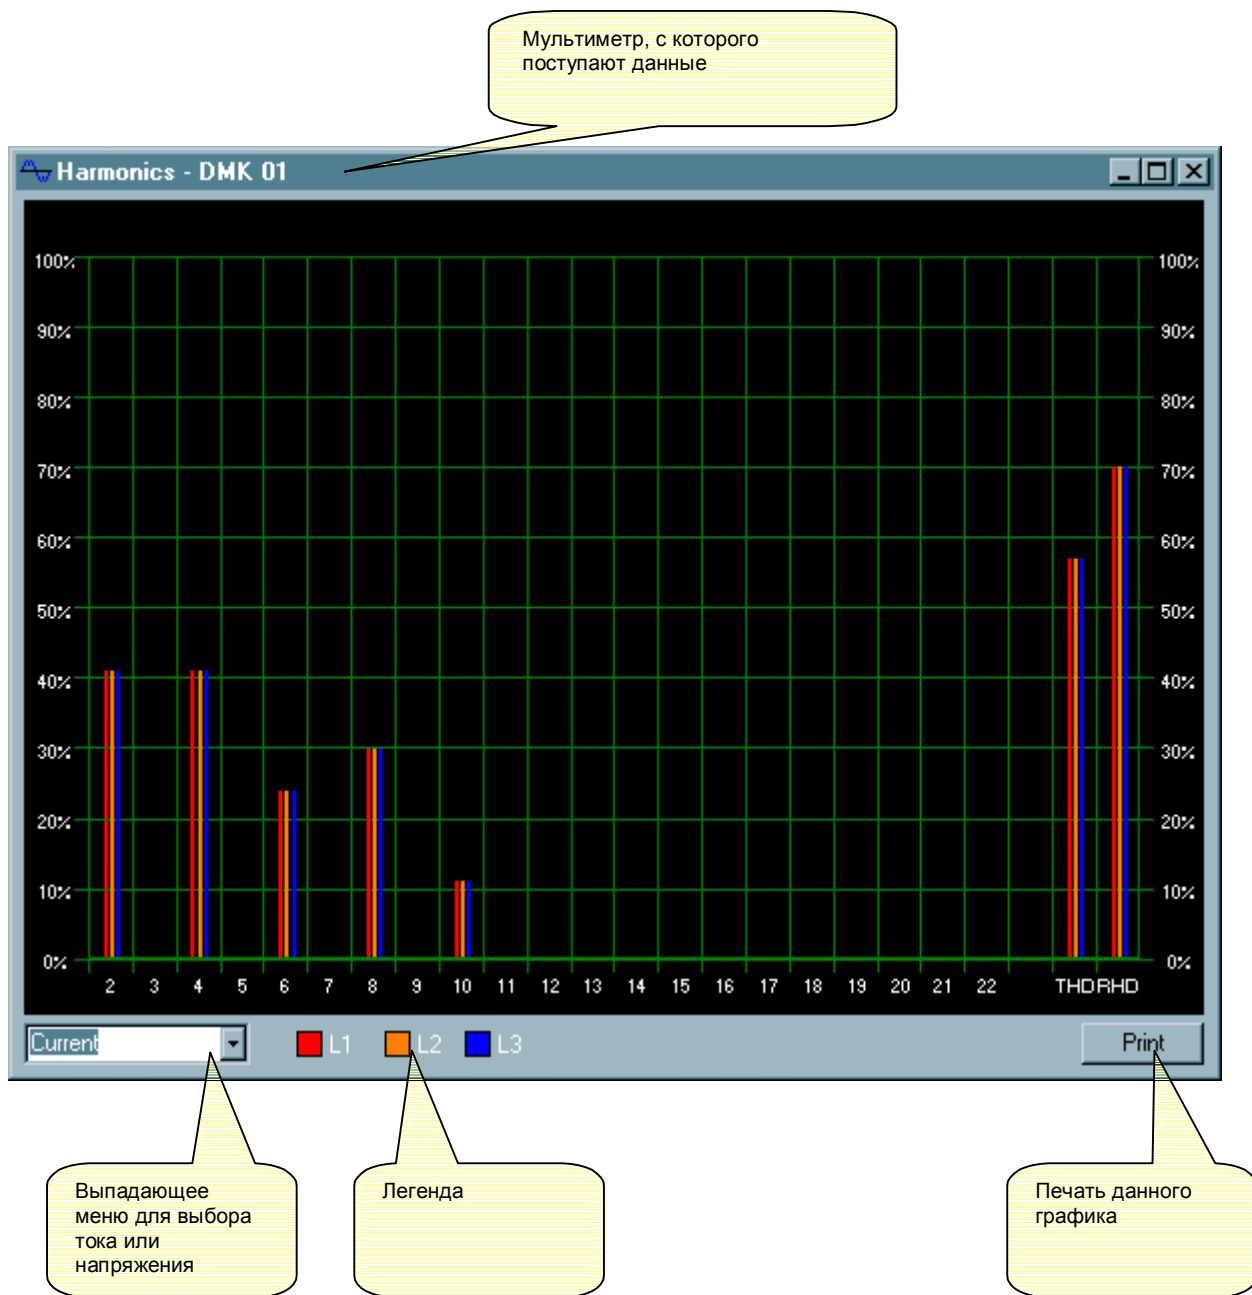 Мультиметр, с которого
поступают данные
Harmonics - DMK 01
100% 100%
90% 90%
80% 80%
70% 70%
60% 60%
50% 50%
40% 40%
30% 30%
20% 20%
10% 10%
0% 0%
2 3 4 5 6 7 8 9 10 11 12 13 14 15 16 17 18 19 20 21 22 THD RHD
Current L1 L2 L3 Print
Выпадающее
меню для выбора
тока или
напряжения
Легенда
Печать данного
графика